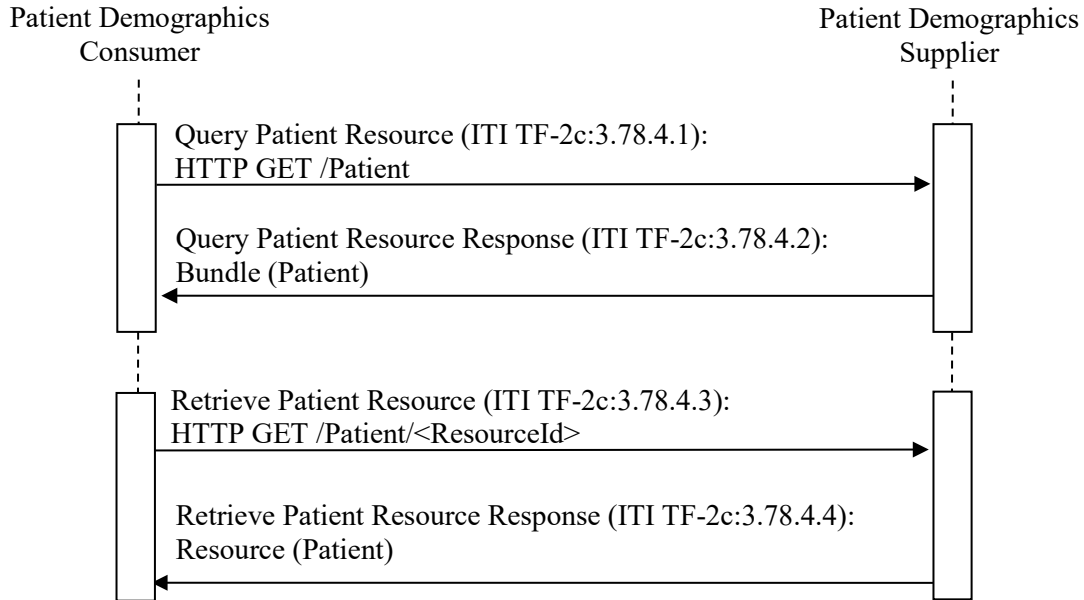 Patient Demographics
Consumer
Patient Demographics
Supplier
Query Patient Resource (ITI TF-2c:3.78.4.1):
HTTP GET /Patient
Query Patient Resource Response (ITI TF-2c:3.78.4.2):
Bundle (Patient)
Retrieve Patient Resource (ITI TF-2c:3.78.4.3):
HTTP GET /Patient/<ResourceId>
Retrieve Patient Resource Response (ITI TF-2c:3.78.4.4):
Resource (Patient)